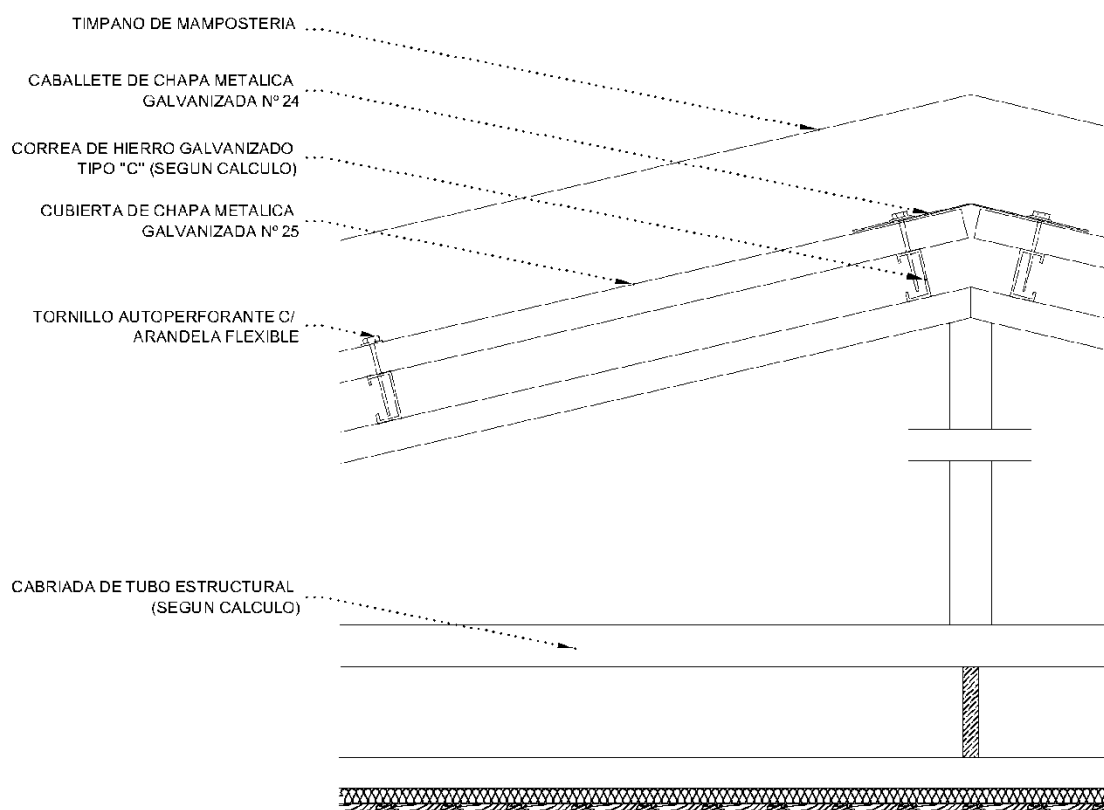 TIMPANO DE MAMPOSTERIA
CABALLETE DE CHAPA METALICA
GALVANIZADA Nº 24
CORREA DE HIERRO GALVANIZADO
TIPO "C" (SEGUN CALCULO)
CUBIERTA DE CHAPA METALICA
GALVANIZADA Nº 25
TORNILLO AUTOPERFORANTE C/
ARANDELA FLEXIBLE
CABRIADA DE TUBO ESTRUCTURAL
(SEGUN CALCULO)